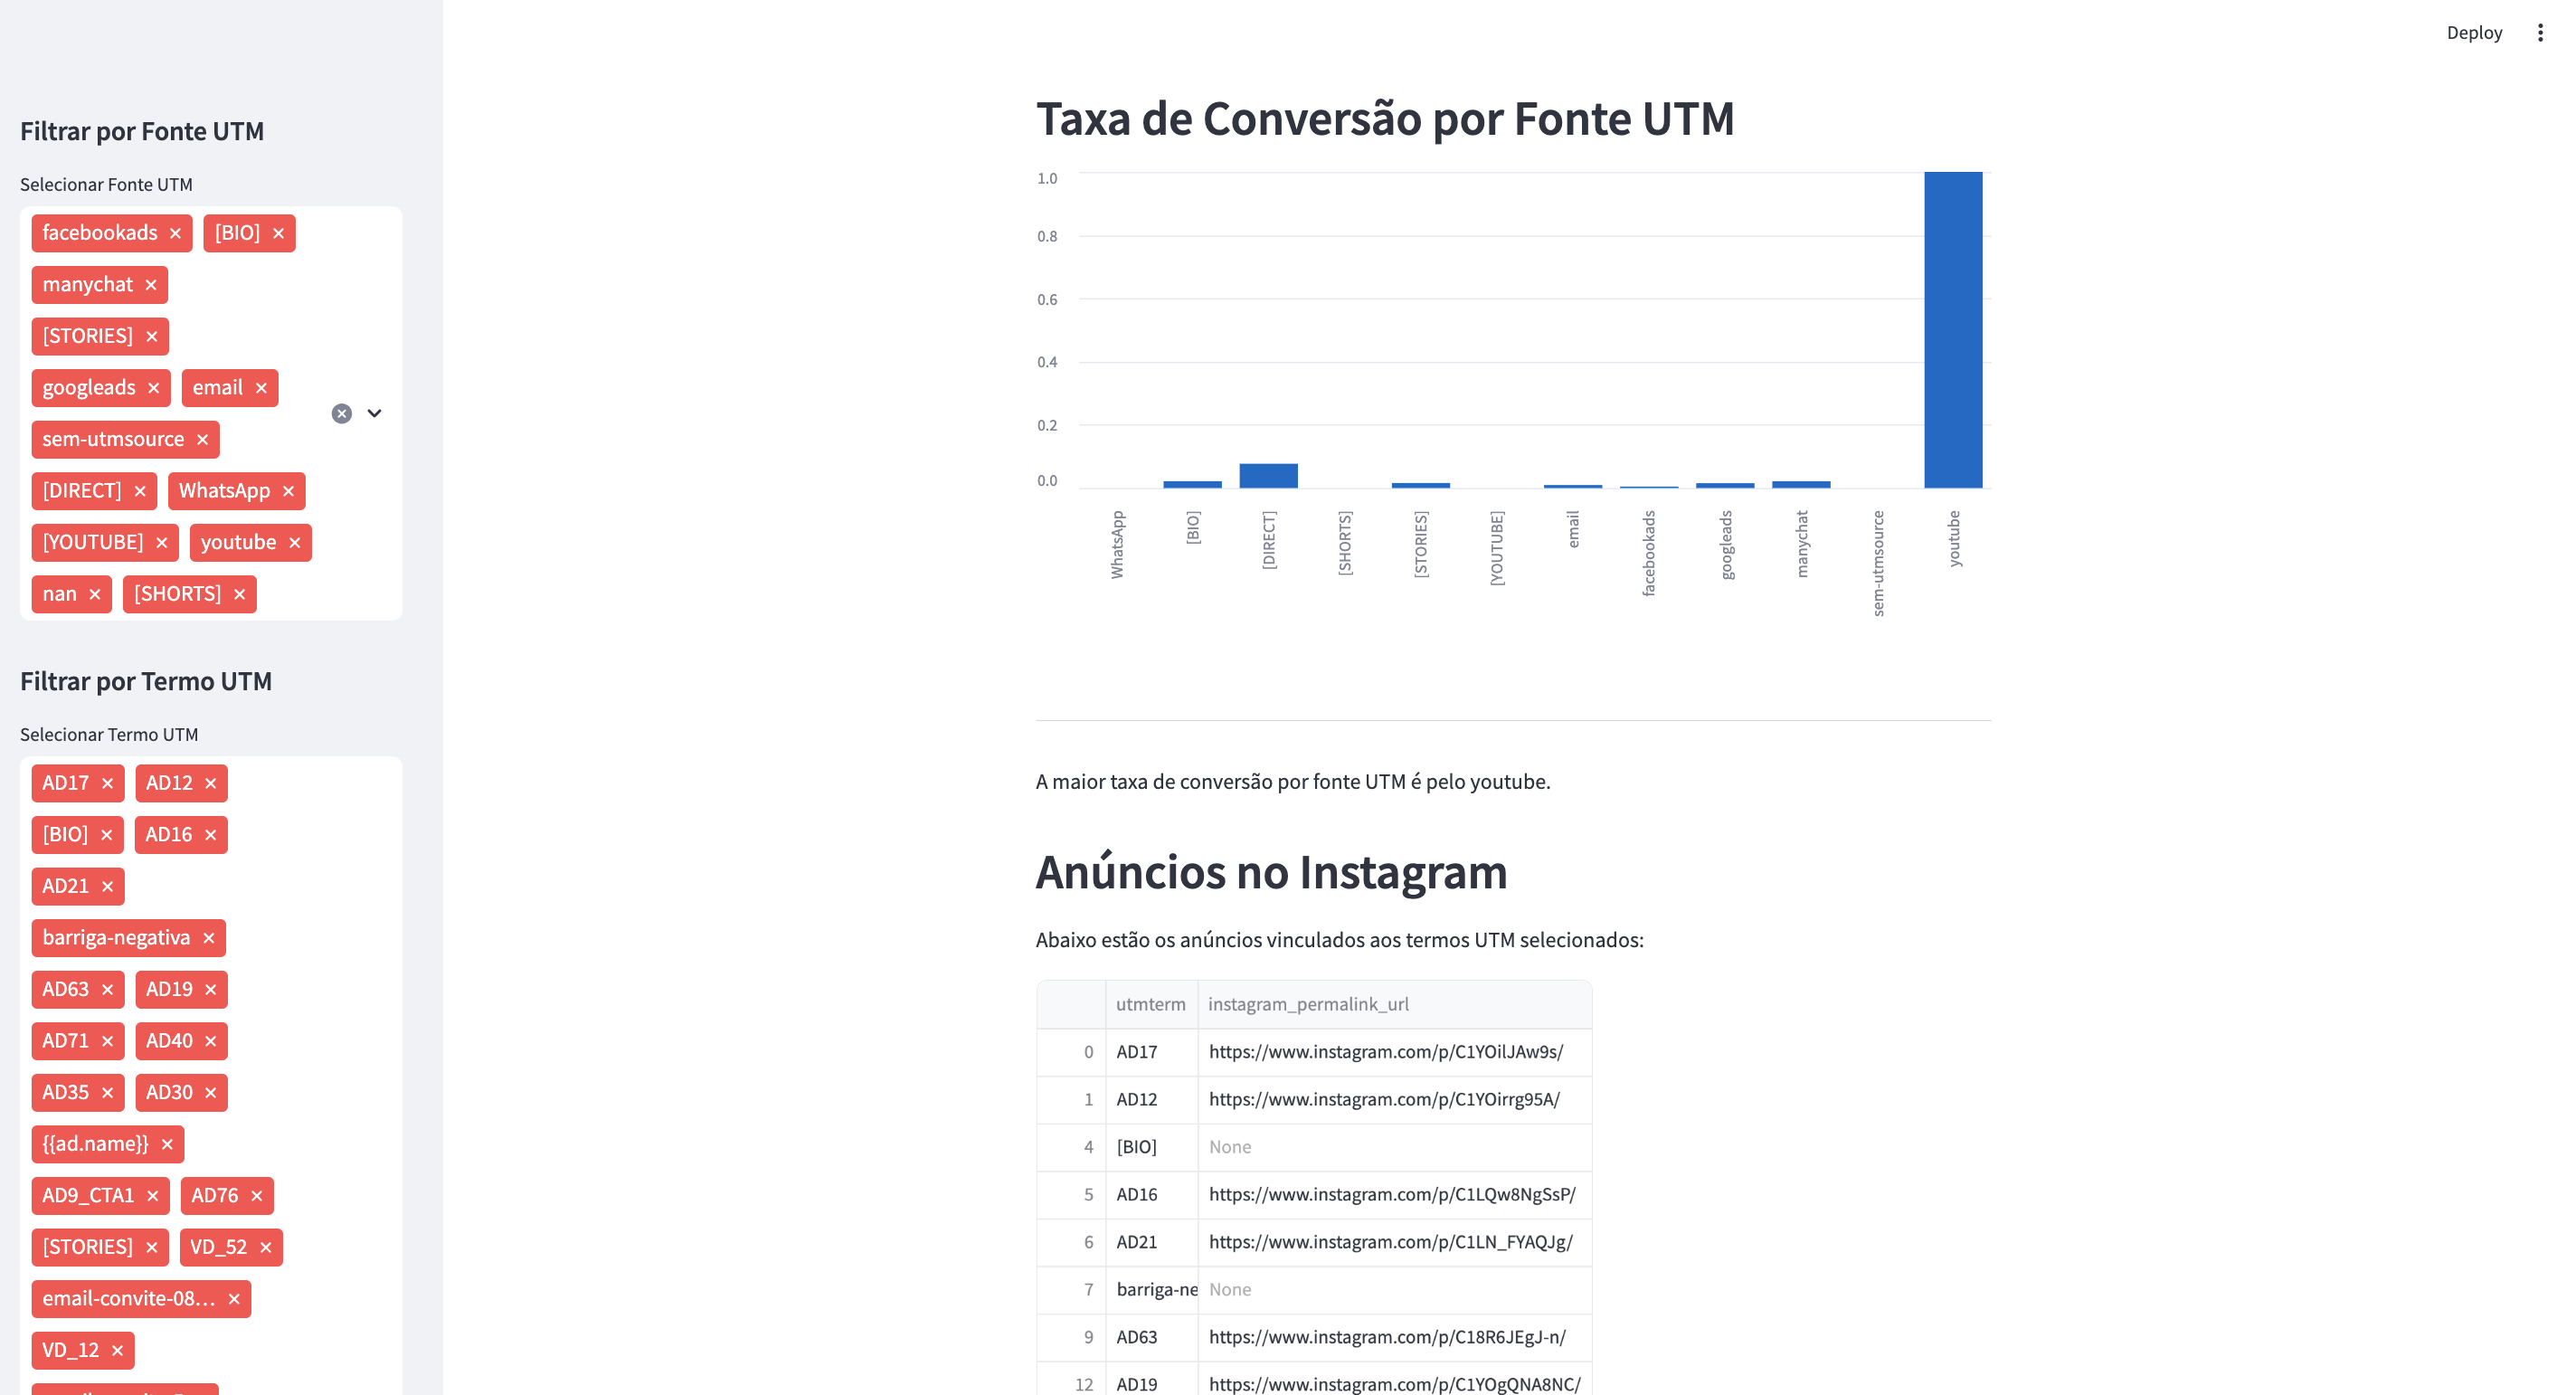 Deploy
Filtrar por Fonte UTM
Selecionar Fonte UTM
facebookads [BIO]
manychat
[STORIES]
googleads email
sem-utmsource
[DIRECT] WhatsApp
[YOUTUBE] youtube
nan [SHORTS]
Filtrar por Termo UTM
Selecionar Termo UTM
AD17 AD12
[BIO] AD16
AD21
barriga-negativa
AD63 AD19
AD71 AD40
AD35 AD30
{{ad.name}}
AD9_CTA1 AD76
[STORIES] VD_52
email-convite-08...
VD_12
Taxa de Conversão por Fonte UTM
1.0
0.8
0.6
0.4
0.2
0.0
WhatsApp
[BIO]
[DIRECT]
[SHORTS]
[STORIES]
[YOUTUBE]
email
facebookads
googleads
manychat
sem-utmsource
youtube
A maior taxa de conversão por fonte UTM é pelo youtube.
Anúncios no Instagram
Abaixo estão os anúncios vinculados aos termos UTM selecionados:
utmterm instagram_permalink_url
0 AD17 https://www.instagram.com/p/C1YOilJAw9s/
1 AD12 https://www.instagram.com/p/C1YOirrg95A/
4 [BIO] None
5 AD16 https://www.instagram.com/p/C1LQw8NgSsP/
6 AD21 https://www.instagram.com/p/C1LN_FYAQJg/
7 barriga-ne None
9 AD63 https://www.instagram.com/p/C18R6JEgJ-n/
12 AD19 https://www.instagram.com/p/C1YOgQNA8NC/